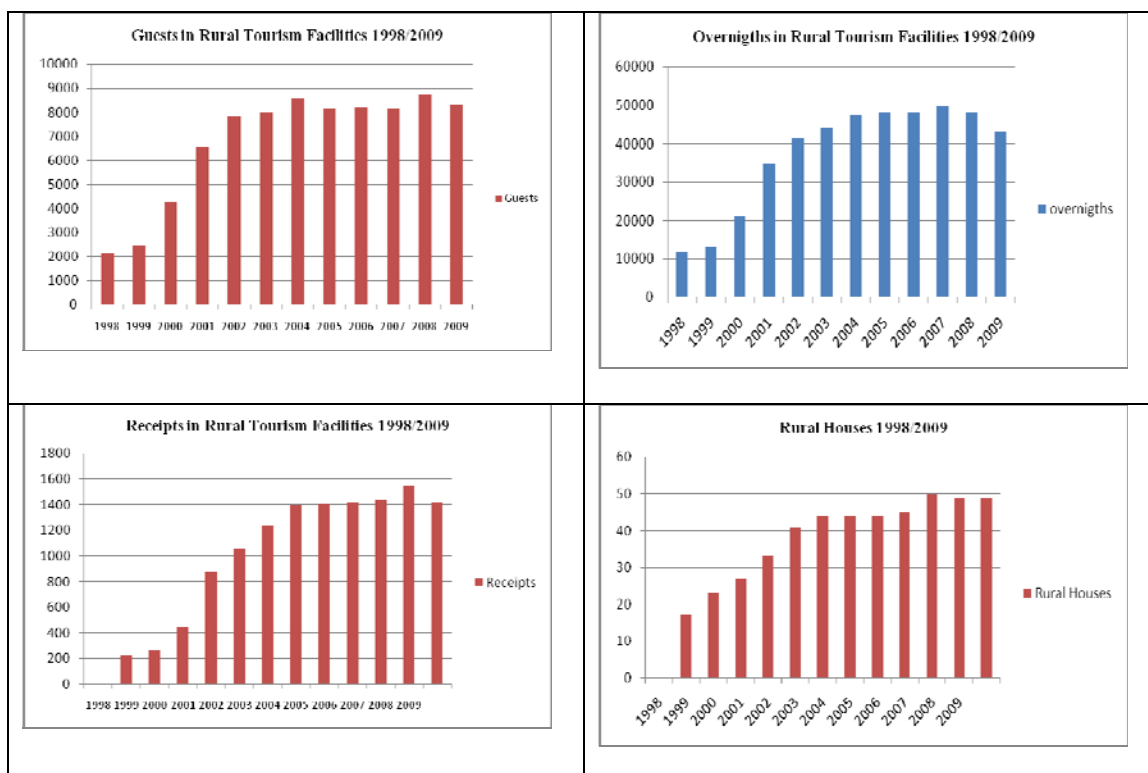 Guests in Rural Tourism Facilities 1998/2009
10000
9000
8000
7000
6000
5000
4000
3000
2000
1000
0
1998 1999 2000 2001 2002 2003 2004 2005 2006 2007 2008 2009
Guests
Overnigths in Rural Tourism Facilities 1998/2009
60000
50000
40000
30000
20000
10000
0
1998 1999 2000 2001 2002 2003 2004 2005 2006 2007 2008 2009
overnigths
Receipts in Rural Tourism Facilities 1998/2009
1800
1600
1400
1200
1000
800
600
400
200
0
1998 1999 2000 2001 2002 2003 2004 2005 2006 2007 2008 2009
Receipts
Rural Houses 1998/2009
60
50
40
30
20
10
0
1998 1999 2000 2001 2002 2003 2004 2005 2006 2007 2008 2009
Rural Houses